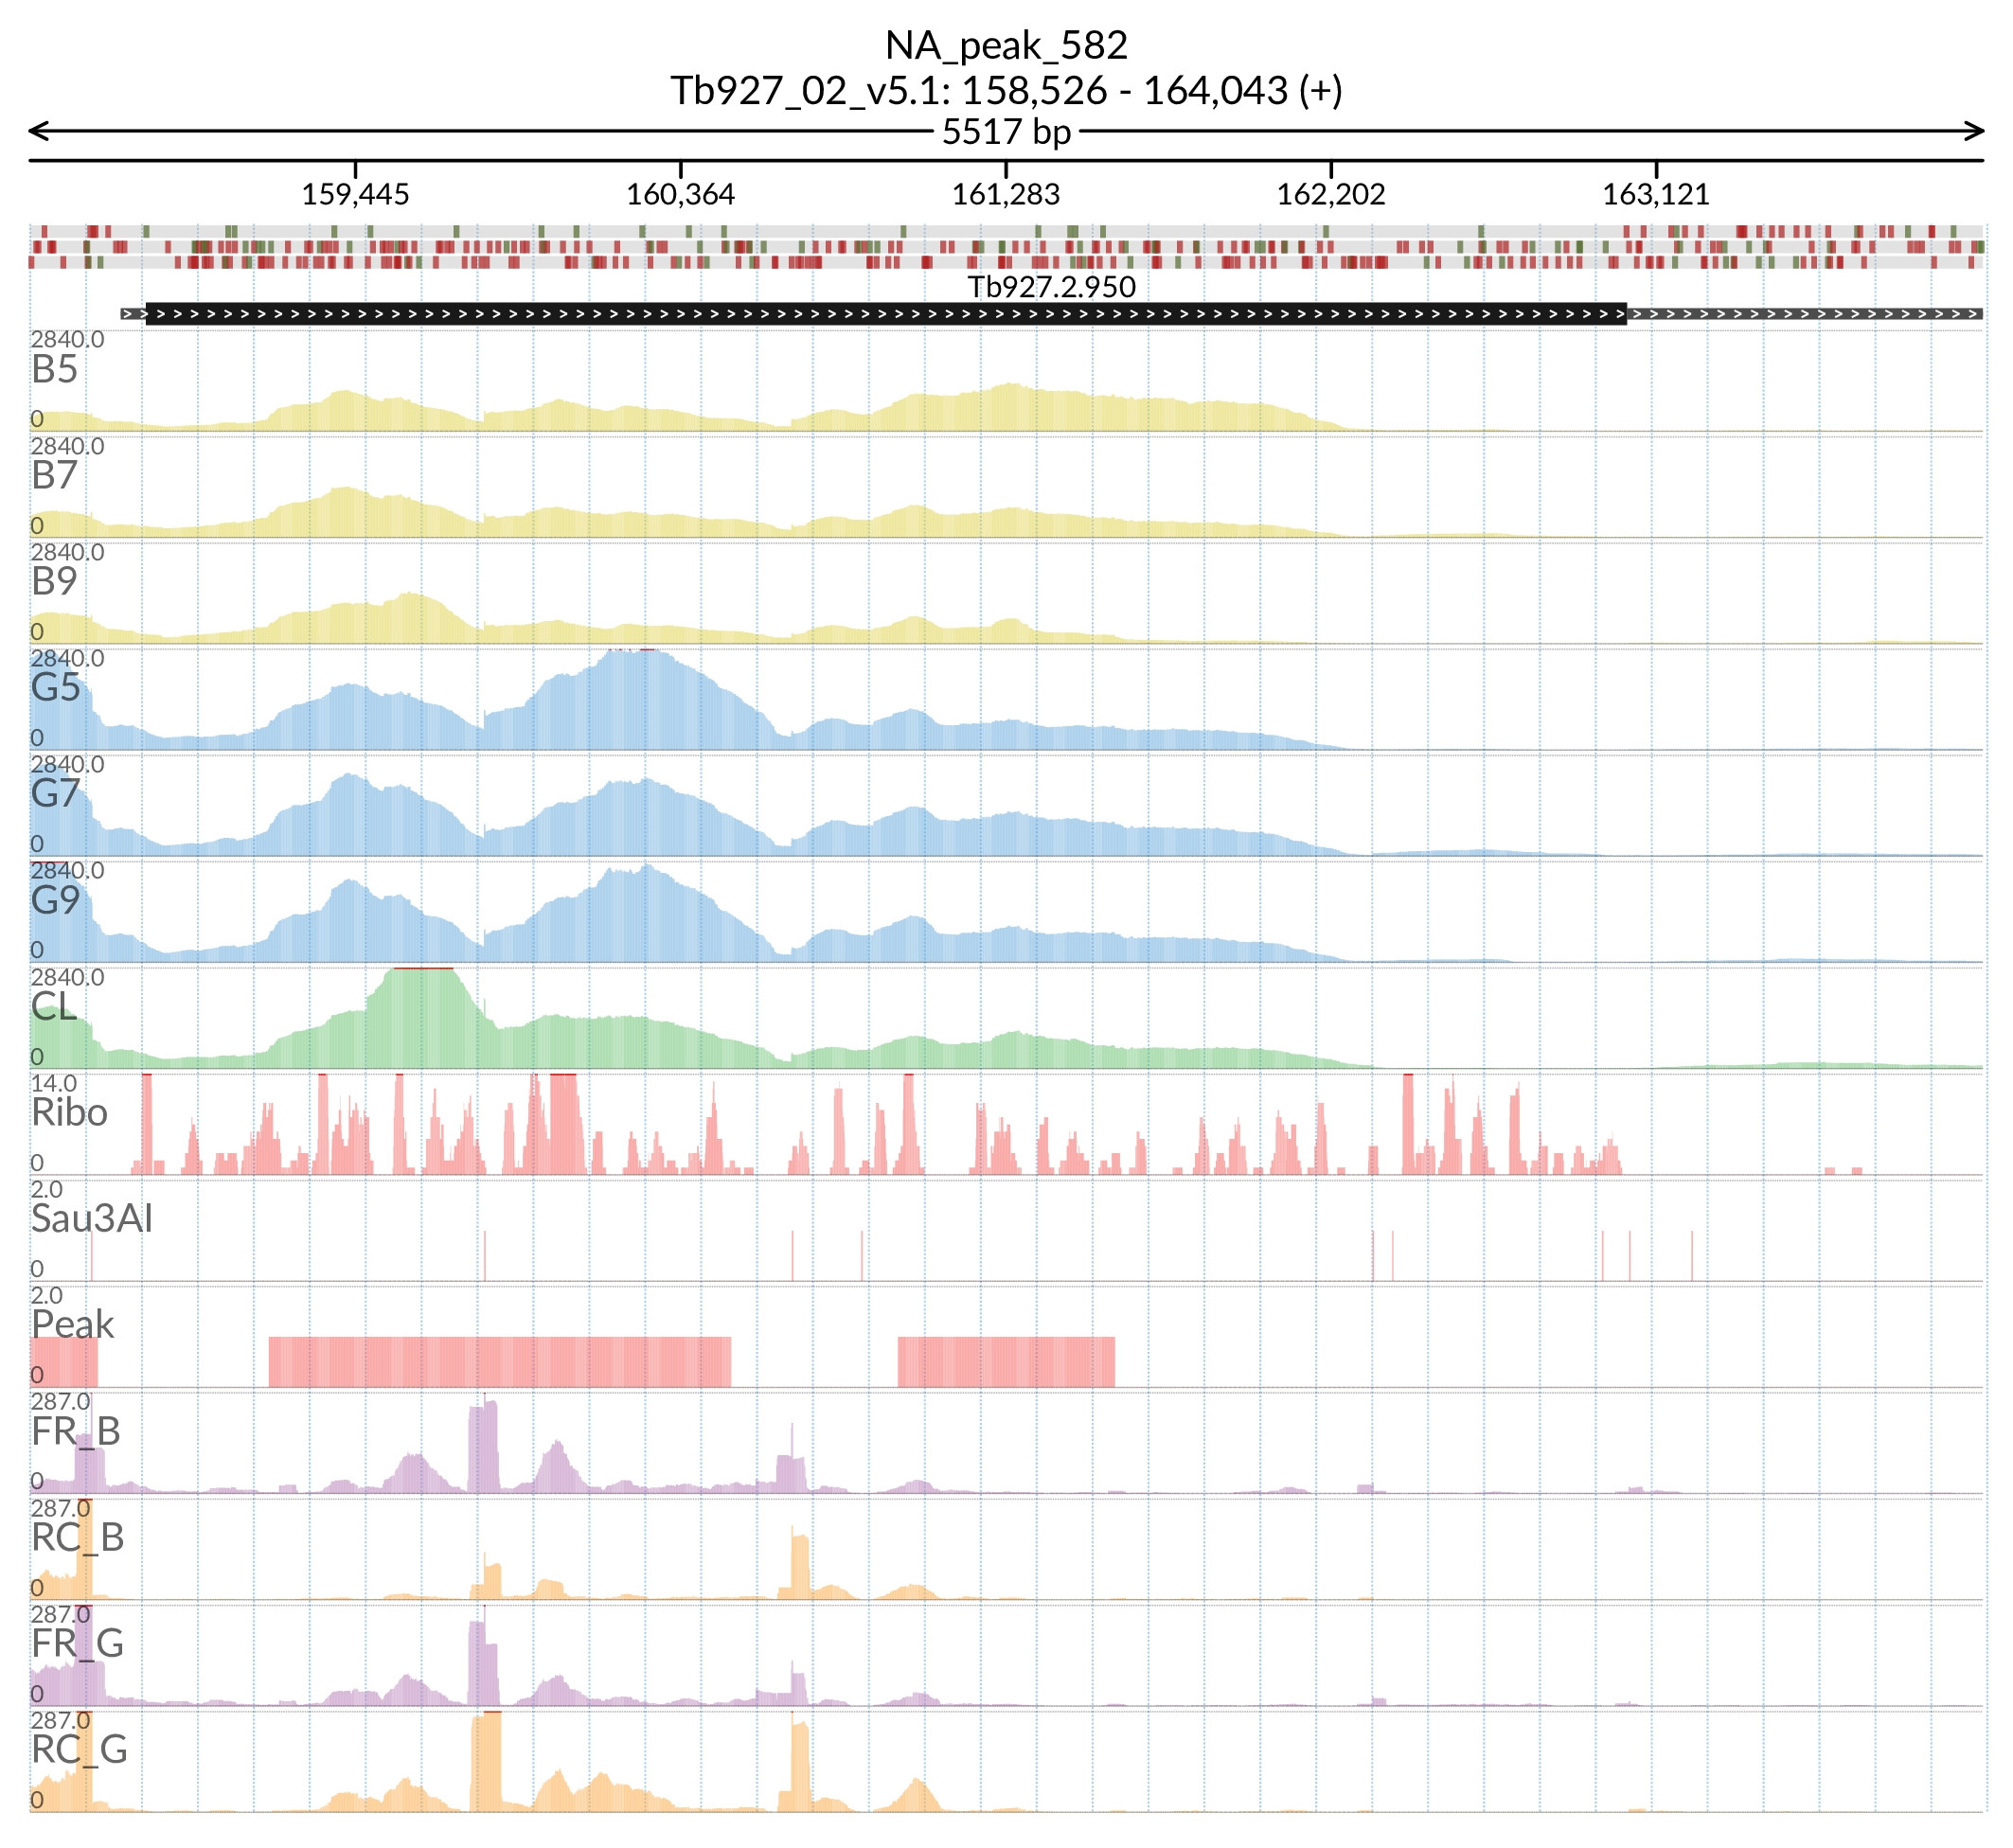 NA_peak_582
Tb927_02_v5.1: 158,526 - 164,043 (+)
5517 bp
159,445 160,364 161,283 162,202 163,121
Tb927.2.950
2840.0
B5
0
2840.0
B7
0
2840.0
B9
0
2840.0
G5
0
2840.0
G7
0
2840.0
G9
0
2840.0
CL
0
14.0
Ribo
0
2.0
Sau3AI
0
2.0
Peak
0
287.0
FR_B
0
287.0
RC_B
0
287.0
FR_G
0
287.0
RC_G
0